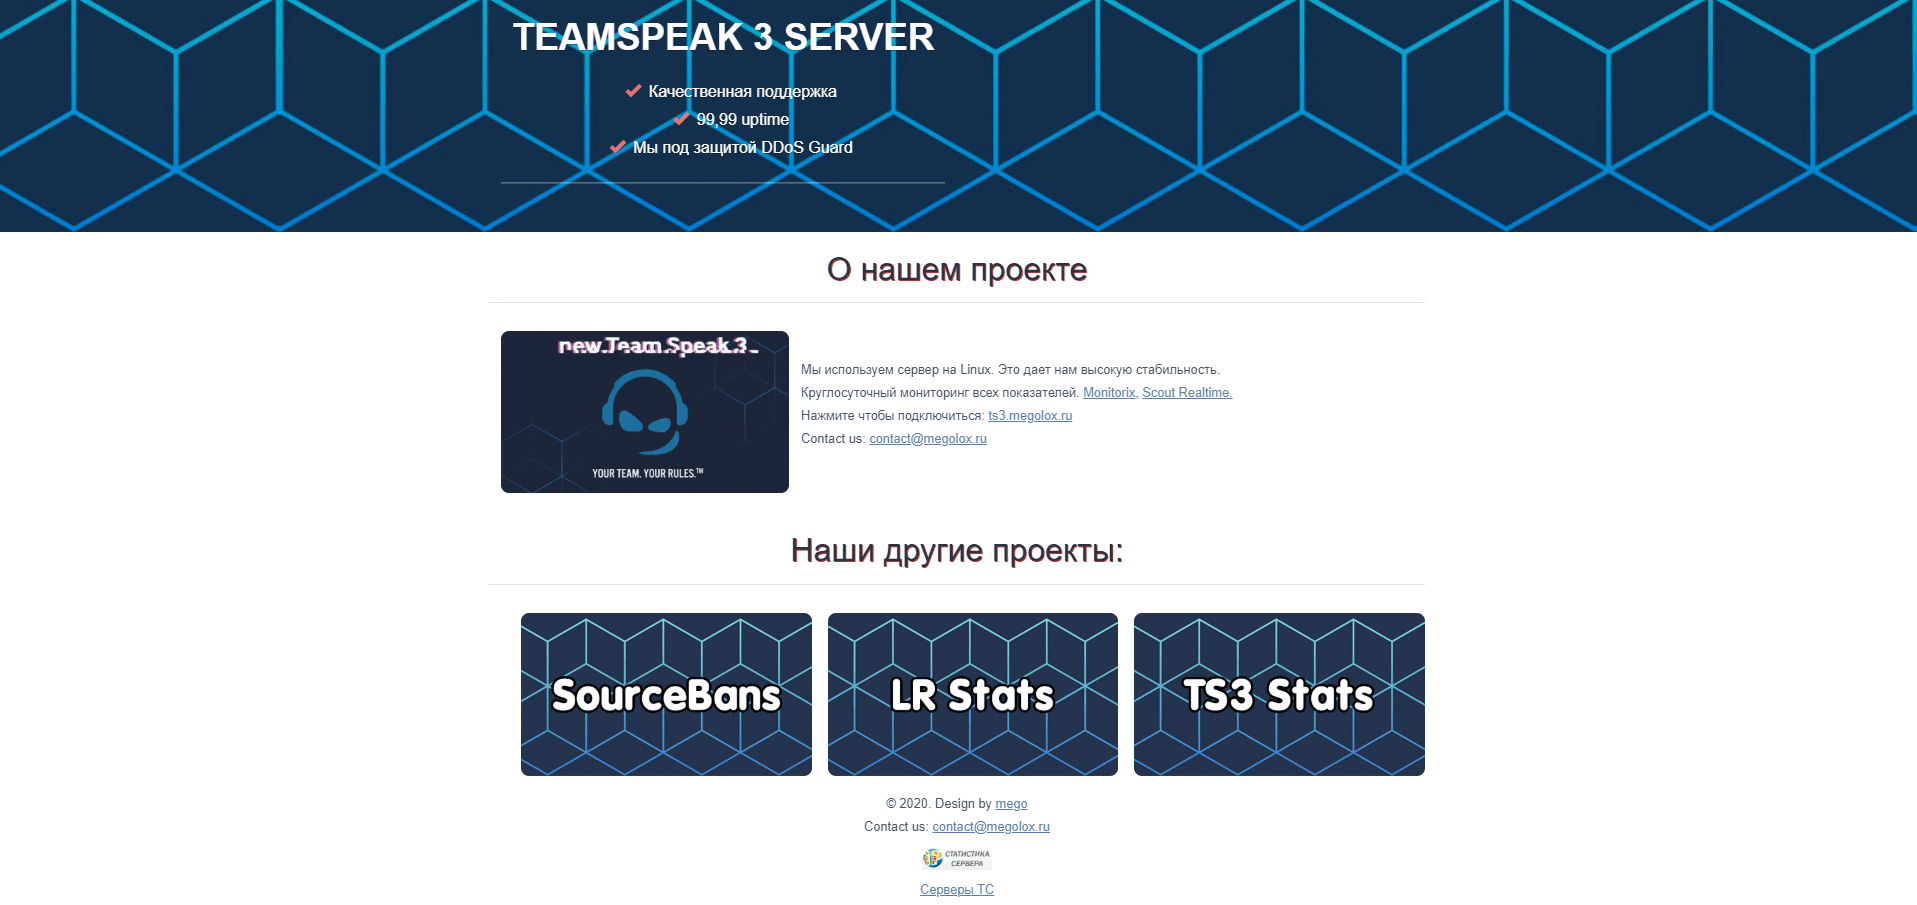 TEAMSPEAK 3 SERVER
Качественная поддержка
99,99 uptime
Мы под защитой DDoS Guard
О нашем проекте
new Team Speak 3
YOUR TEAM. YOUR RULES.™
Мы используем сервер на Linux. Это дает нам высокую стабильность.
Круглосуточный мониторинг всех показателей. Monitorix, Scout Realtime.
Нажмите чтобы подключиться: ts3.megolox.ru
Contact us: contact@megolox.ru
Наши другие проекты:
SourceBans
LR Stats
TS3 Stats
© 2020. Design by mego
Contact us: contact@megolox.ru
СТАТИСТИКА
СЕРВЕРА
Серверы ТС